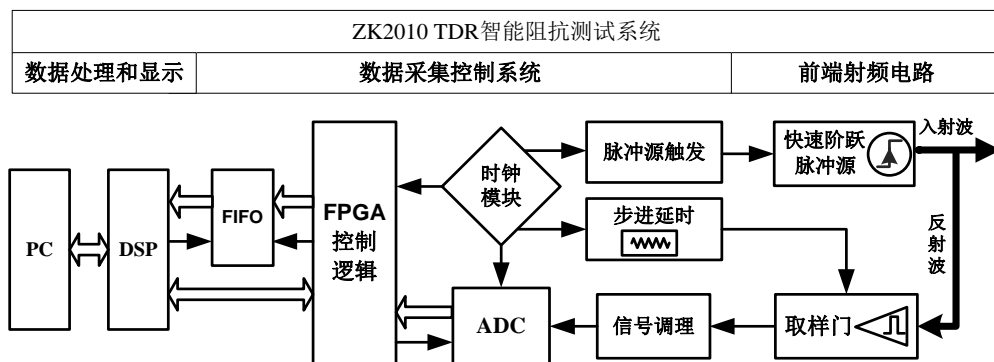 ZK2010 TDR智能阻抗测试系统
数据处理和显示
数据采集控制系统
前端射频电路
脉冲源触发
快速阶跃
脉冲源
入射波
时钟
模块
PC
DSP
FIFO
FPGA
控制
逻辑
步进延时
反
射
波
ADC
信号调理
取样门